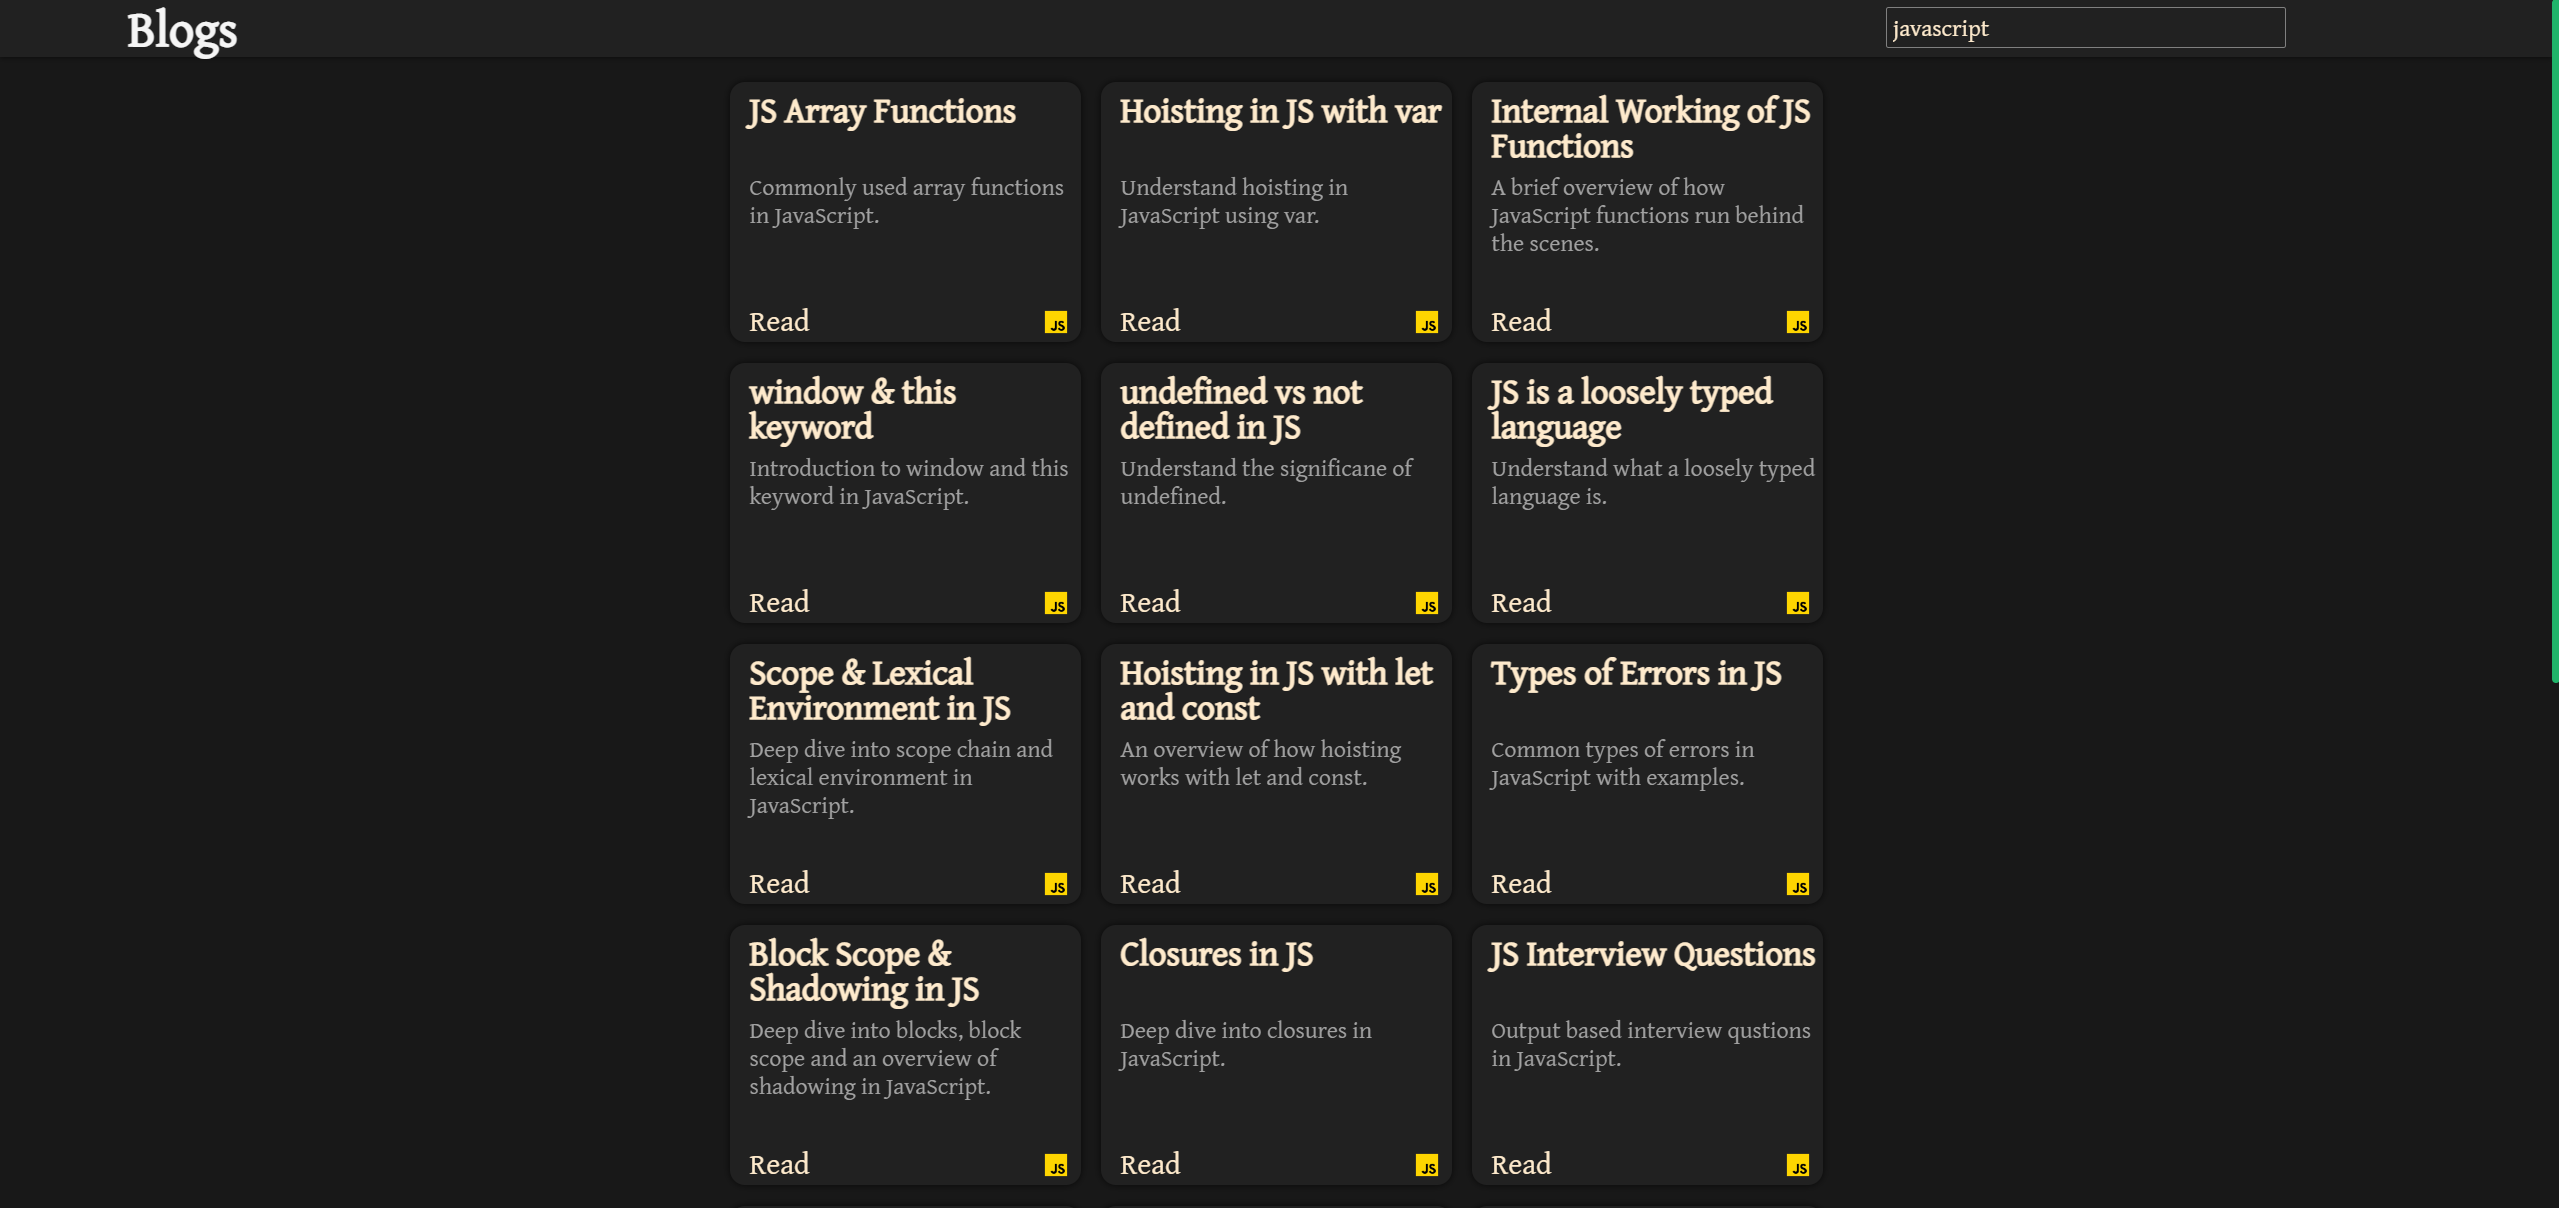 Blogs
javascript
JS Array Functions
Commonly used array functions
in JavaScript.
Read
JS
Hoisting in JS with var
Understand hoisting in
JavaScript using var.
Read
JS
Internal Working of JS
Functions
A brief overview of how
JavaScript functions run behind
the scenes.
Read
JS
window & this
keyword
Introduction to window and this
keyword in JavaScript.
Read
JS
undefined vs not
defined in JS
Understand the significane of
undefined.
Read
JS
JS is a loosely typed
language
Understand what a loosely typed
language is.
Read
JS
Scope & Lexical
Environment in JS
Deep dive into scope chain and
lexical environment in
JavaScript.
Read
JS
Hoisting in JS with let
and const
An overview of how hoisting
works with let and const.
Read
JS
Types of Errors in JS
Common types of errors in
JavaScript with examples.
Read
JS
Block Scope &
Shadowing in JS
Deep dive into blocks, block
scope and an overview of
shadowing in JavaScript.
Read
JS
Closures in JS
Deep dive into closures in
JavaScript.
Read
JS
JS Interview Questions
Output based interview qustions
in JavaScript.
Read
JS